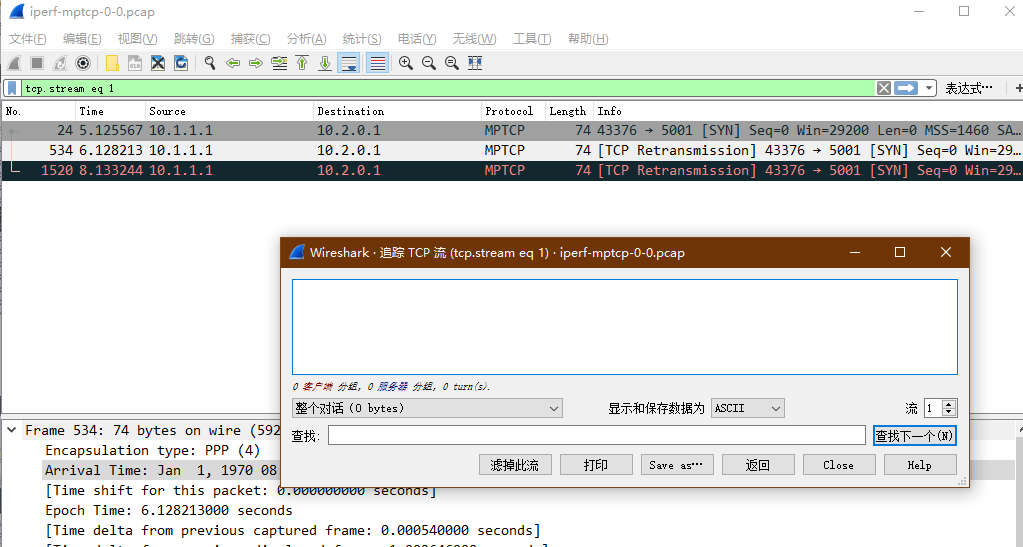 iperf-mptcp-0-0.pcap
文件(F) 编辑(E) 视图(V) 跳转(G) 捕获(C) 分析(A) 统计(S) 电话(Y) 无线(W) 工具(T) 帮助(H)
tcp.stream eq 1 表达式…
No. Time Source Destination Protocol Length Info
24 5.125567 10.1.1.1 10.2.0.1 MPTCP 74 43376 → 5001 [SYN] Seq=0 Win=29200 Len=0 MSS=1460 SA…
534 6.128213 10.1.1.1 10.2.0.1 MPTCP 74 [TCP Retransmission] 43376 → 5001 [SYN] Seq=0 Win=29…
1520 8.133244 10.1.1.1 10.2.0.1 MPTCP 74 [TCP Retransmission] 43376 → 5001 [SYN] Seq=0 Win=29…
Wireshark · 追踪 TCP 流 (tcp.stream eq 1) · iperf-mptcp-0-0.pcap
0 客户端 分组, 0 服务器 分组, 0 turn(s).
整个对话 (0 bytes) 显示和保存数据为 ASCII 流 1
查找: 查找下一个(N)
滤掉此流 打印 Save as… 返回 Close Help
Frame 534: 74 bytes on wire (592
Encapsulation type: PPP (4)
Arrival Time: Jan 1, 1970 08
[Time shift for this packet: 0.000000000 seconds]
Epoch Time: 6.128213000 seconds
[Time delta from previous captured frame: 0.000540000 seconds]